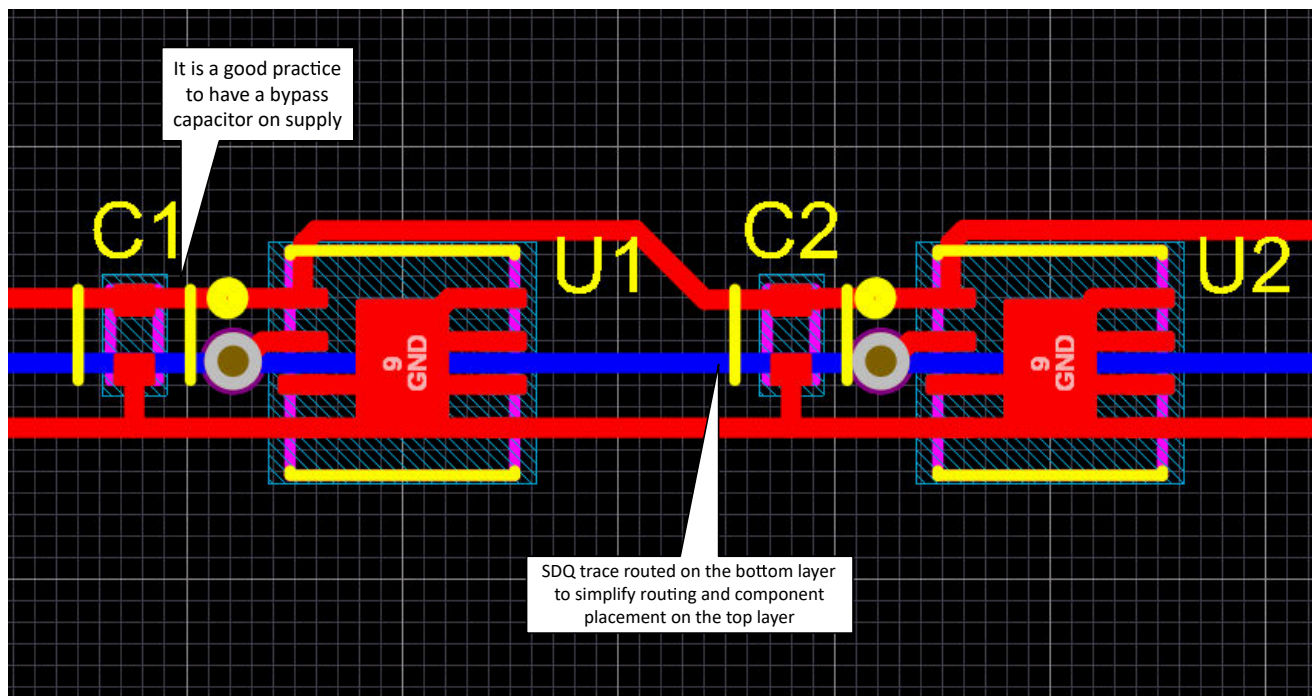 It is a good practice
to have a bypass
capacitor on supply
C1
U1
C2
U2
9
GND
9
GND
SDQ trace routed on the bottom layer
to simplify routing and component
placement on the top layer